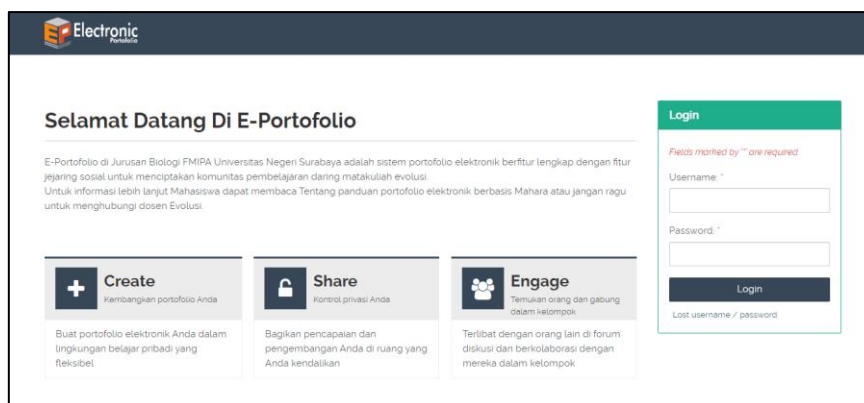 EP Electronic
Portofolio
Selamat Datang Di E-Portofolio
E-Portofolio di Jurusan Biologi FMIPA Universitas Negeri Surabaya adalah sistem portofolio elektronik berfitur lengkap dengan fitur
jejaring sosial untuk menciptakan komunitas pembelajaran daring matakuliah evolusi.
Untuk informasi lebih lanjut Mahasiswa dapat membaca Tentang panduan portofolio elektronik berbasis Mahara atau jangan ragu
untuk menghubungi dosen Evolusi.
Create
Kembangkan portofolio Anda
Buat portofolio elektronik Anda dalam
lingkungan belajar pribadi yang
fleksibel
Share
Kontrol privasi Anda
Bagikan pencapaian dan
pengembangan Anda di ruang yang
Anda kendalikan
Engage
Temukan orang dan gabung
dalam kelompok
Terlibat dengan orang lain di forum
diskusi dan berkolaborasi dengan
mereka dalam kelompok
Login
Fields marked by '*' are required.
Username: *
Password: *
Login
Lost username / password